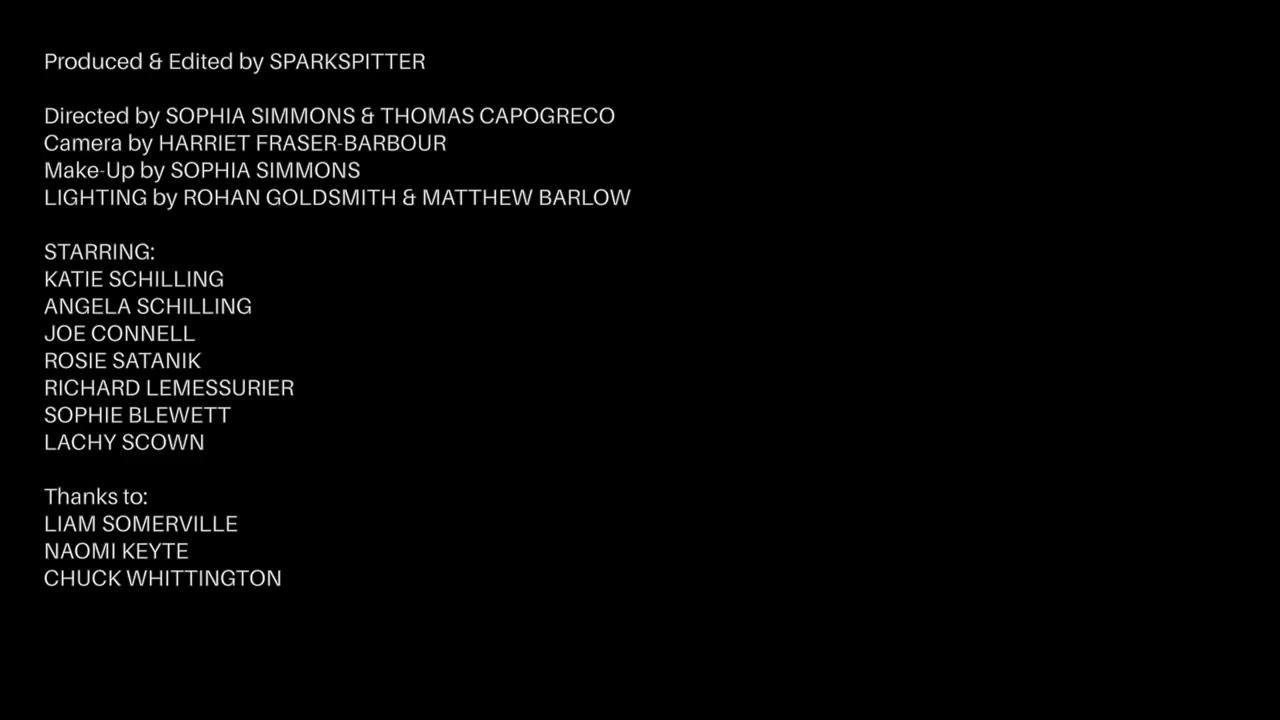 Produced & Edited by SPARKSPITTER
Directed by SOPHIA SIMMONS & THOMAS CAPOGRECO
Camera by HARRIET FRASER-BARBOUR
Make-Up by SOPHIA SIMMONS
LIGHTING by ROHAN GOLDSMITH & MATTHEW BARLOW
STARRING:
KATIE SCHILLING
ANGELA SCHILLING
JOE CONNELL
ROSIE SATANIK
RICHARD LEMESSURIER
SOPHIE BLEWETT
LACHY SCOWN
Thanks to:
LIAM SOMERVILLE
NAOMI KEYTE
CHUCK WHITTINGTON